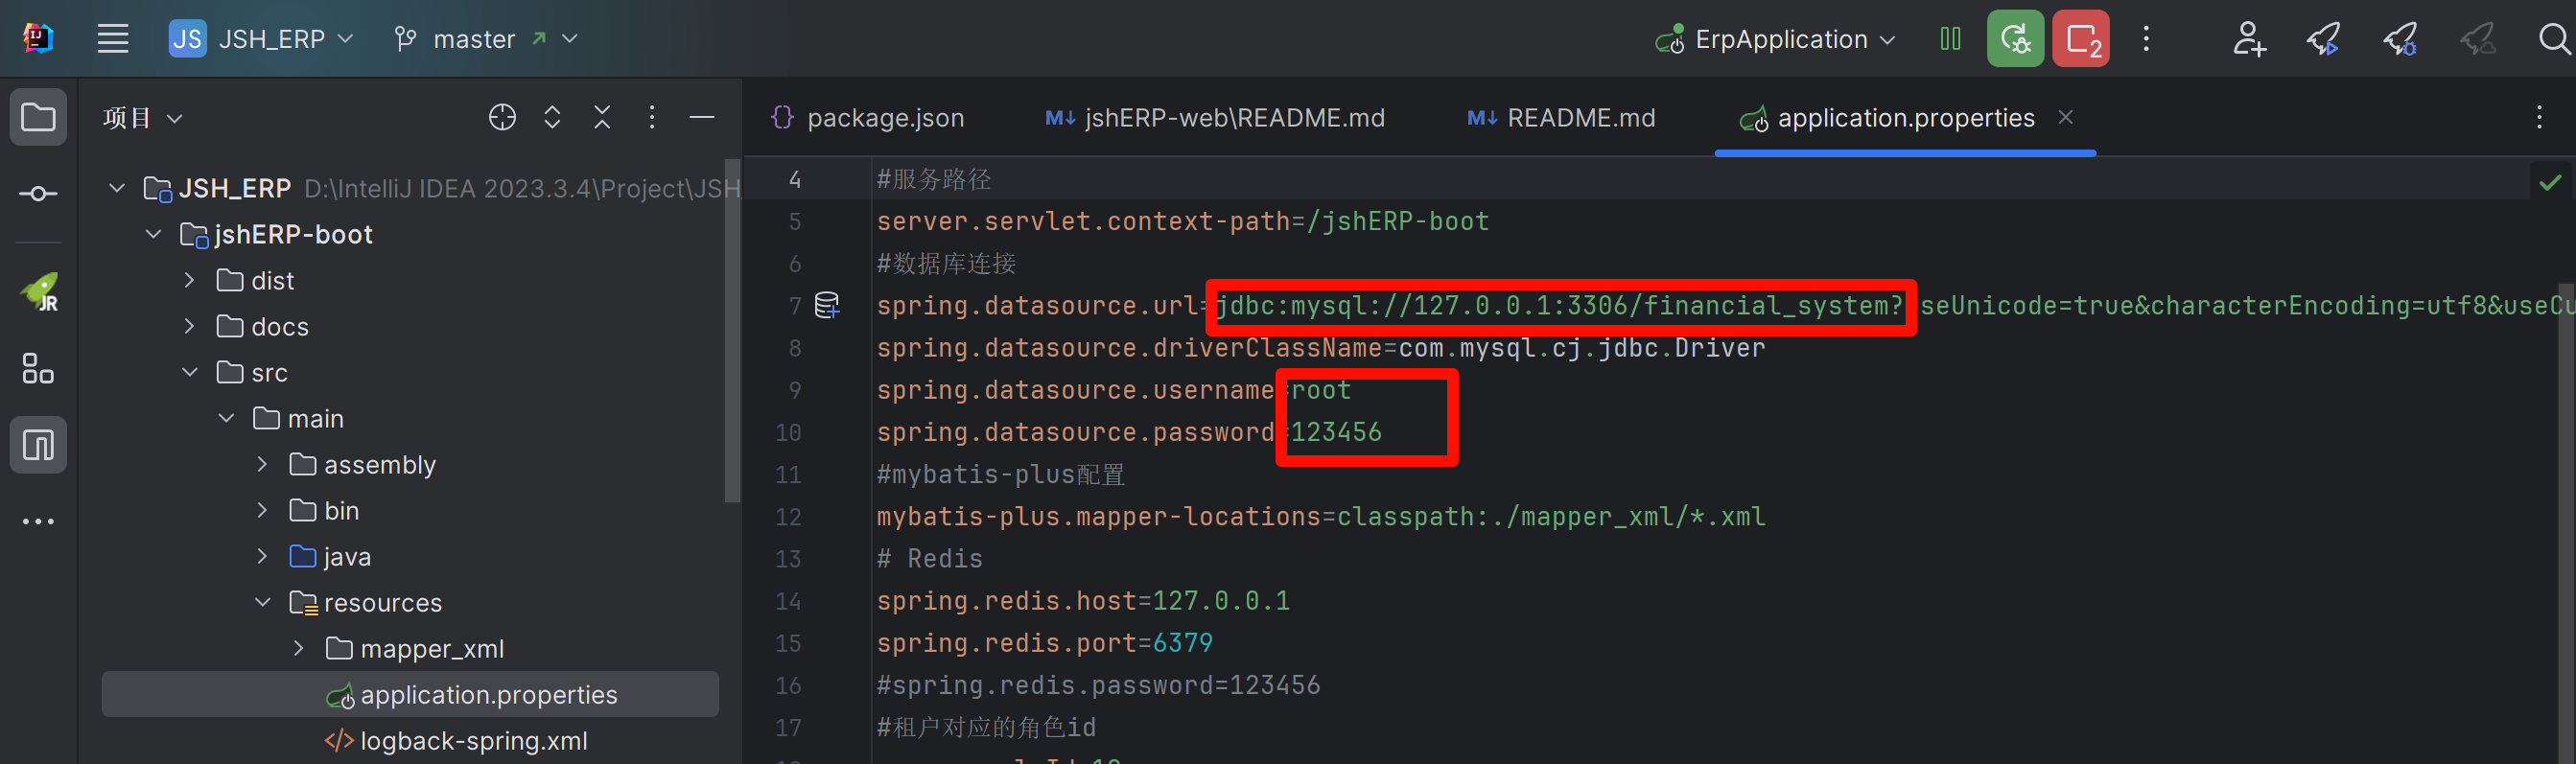 JS JSH_ERP master ErpApplication 2
项目
package.json jshERP-web\README.md README.md application.properties
JSH_ERP D:\IntelliJ IDEA 2023.3.4\Project\JSH
jshERP-boot
dist
docs
src
main
assembly
bin
java
resources
mapper_xml
application.properties
logback-spring.xml
4 #服务路径
5 server.servlet.context-path=/jshERP-boot
6 #数据库连接
7 spring.datasource.url=jdbc:mysql://127.0.0.1:3306/financial_system?useUnicode=true&characterEncoding=utf8&useCu
8 spring.datasource.driverClassName=com.mysql.cj.jdbc.Driver
9 spring.datasource.username=root
10 spring.datasource.password=123456
11 #mybatis-plus配置
12 mybatis-plus.mapper-locations=classpath:./mapper_xml/*.xml
13 # Redis
14 spring.redis.host=127.0.0.1
15 spring.redis.port=6379
16 #spring.redis.password=123456
17 #租户对应的角色id